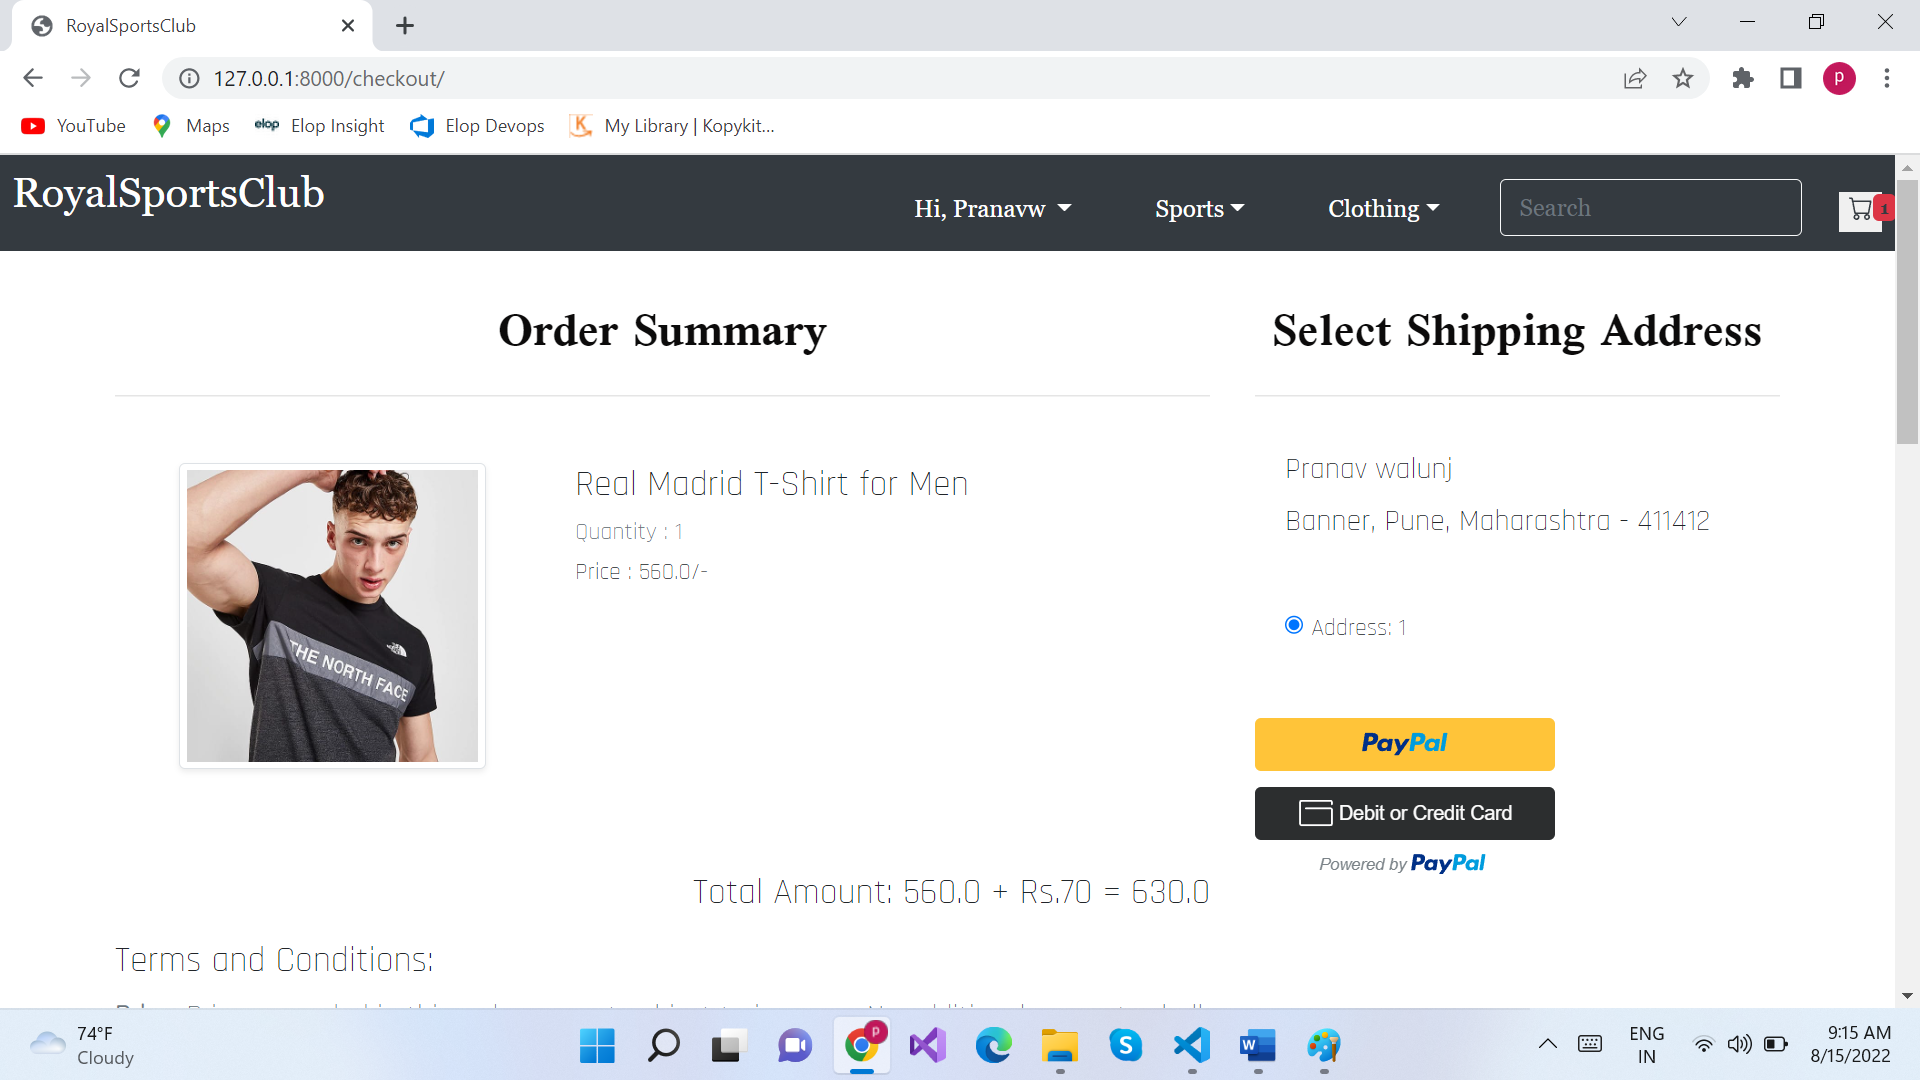 RoyalSportsClub
127.0.0.1:8000/checkout/
P
YouTube
Maps
elop Elop Insight
Elop Devops
My Library | Kopykit...
RoyalSportsClub
Hi, Pranavw
Sports
Clothing
Search
1
Order Summary
Select Shipping Address
THE NORTH FACE
Real Madrid T-Shirt for Men
Quantity : 1
Price : 560.0/-
Pranav walunj
Banner, Pune, Maharashtra - 411412
Address: 1
PayPal
Debit or Credit Card
Powered by PayPal
Total Amount: 560.0 + Rs.70 = 630.0
Terms and Conditions:
74°F
Cloudy
P
S
W
ENG
IN
9:15 AM
8/15/2022